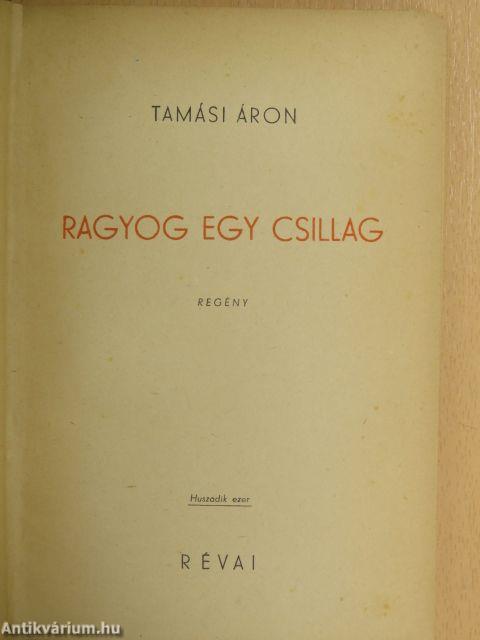 TAMÁSI ÁRON
RAGYOG EGY CSILLAG
REGÉNY
Huszadik ezer
RÉVAI
Antikvárium.hu